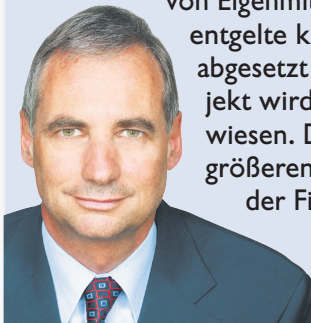 von Eigenmit
entgelte k
abgesetzt
jekt wird
wiesen. D
größeren
der Fi